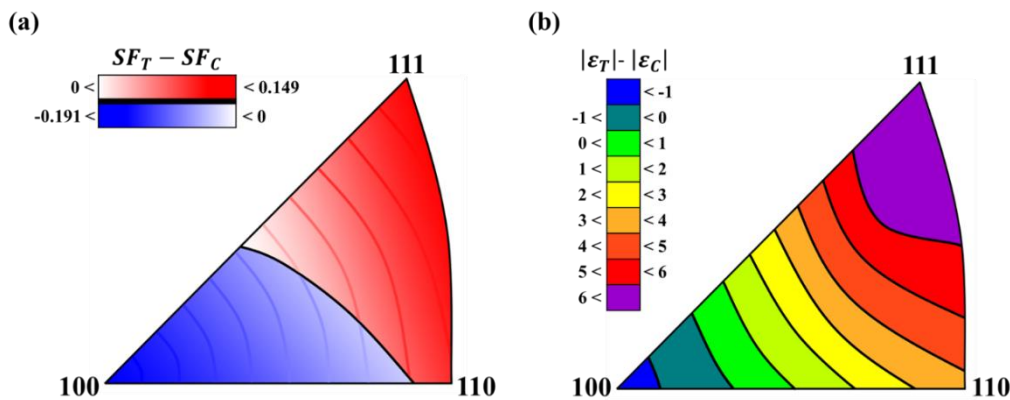 (a)
SF_T − SF_C
0 < < 0.149
-0.191 < < 0
111
100
110
(b)
|ε_T|- |ε_C|
< -1
-1 < < 0
0 < < 1
1 < < 2
2 < < 3
3 < < 4
4 < < 5
5 < < 6
6 <
111
100
110